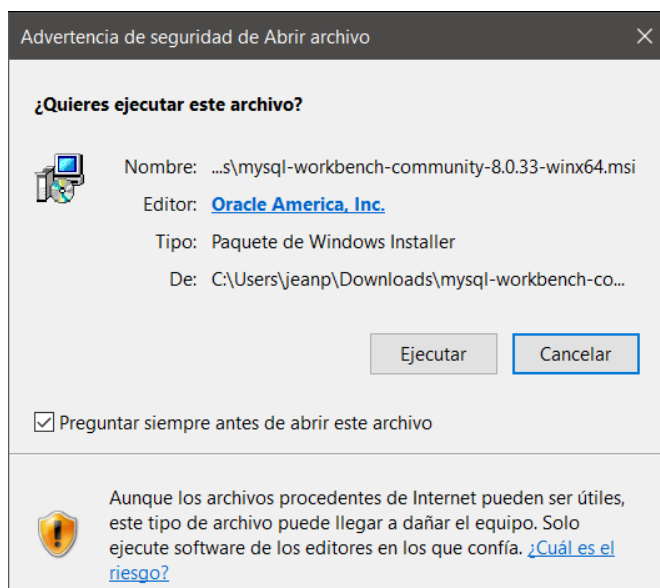 Advertencia de seguridad de Abrir archivo
¿Quieres ejecutar este archivo?
Nombre: ...s\mysql-workbench-community-8.0.33-winx64.msi
Editor: Oracle America, Inc.
Tipo: Paquete de Windows Installer
De: C:\Users\jeanp\Downloads\mysql-workbench-co...
Ejecutar Cancelar
Preguntar siempre antes de abrir este archivo
Aunque los archivos procedentes de Internet pueden ser útiles,
este tipo de archivo puede llegar a dañar el equipo. Solo
ejecute software de los editores en los que confía. ¿Cuál es el
riesgo?